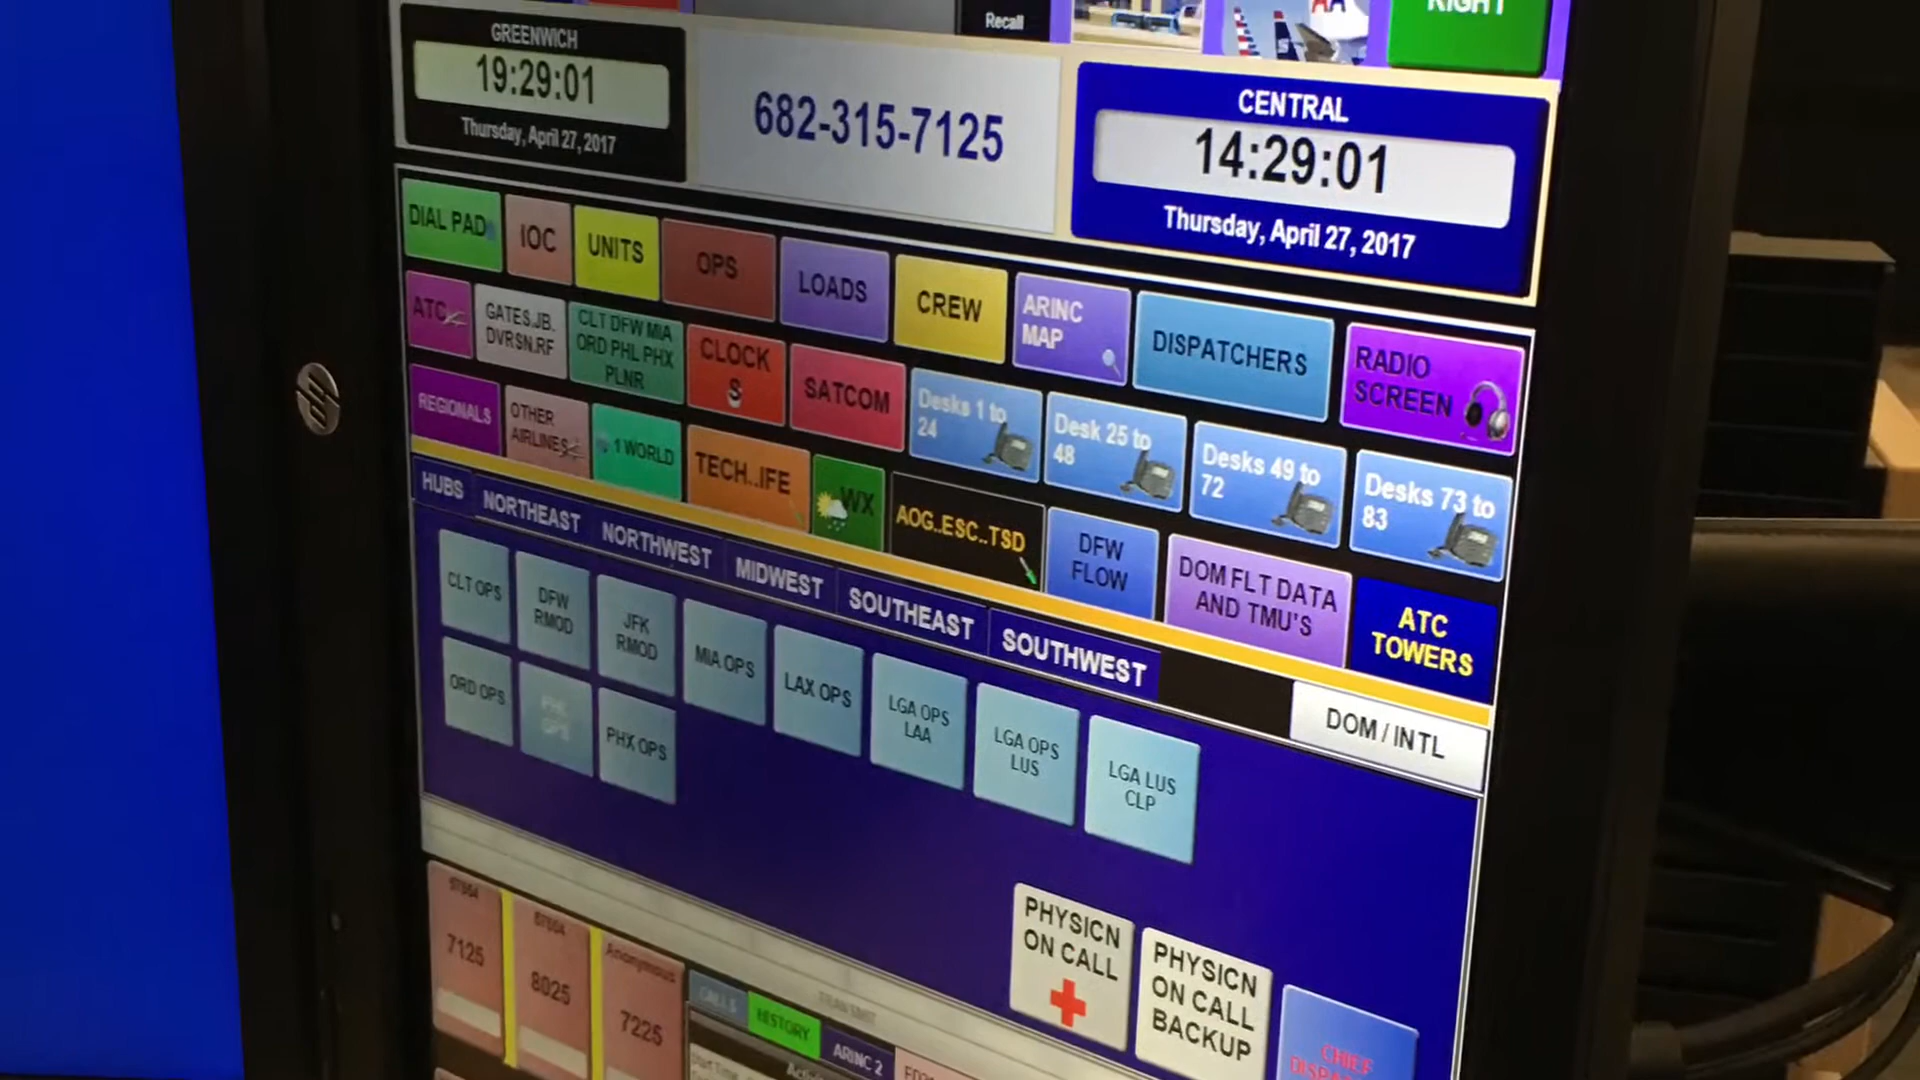 Recall
RIGHT
GREENWICH
19:29:01
Thursday, April 27, 2017
682-315-7125
CENTRAL
14:29:01
Thursday, April 27, 2017
DIAL PAD
IOC
UNITS
OPS
LOADS
CREW
ARINC
MAP
DISPATCHERS
RADIO
SCREEN
ATC
GATES.JB.
DVRSN.RF
CLT DFW MIA
ORD PHL PHX
PLNR
CLOCK
S
SATCOM
Desks 1 to
24
Desk 25 to
48
Desks 49 to
72
Desks 73 to
83
REGIONALS
OTHER
AIRLINES
1 WORLD
TECH..IFE
WX
AOG..ESC..TSD
DFW
FLOW
DOM FLT DATA
AND TMU'S
ATC
TOWERS
HUBS
NORTHEAST
NORTHWEST
MIDWEST
SOUTHEAST
SOUTHWEST
DOM / INTL
CLT OPS
DFW
RMOD
JFK
RMOD
MIA OPS
LAX OPS
LGA OPS
LAA
LGA OPS
LUS
LGA LUS
CLP
ORD OPS
PHL
OPS
PHX OPS
PHYSICN
ON CALL
PHYSICN
ON CALL
BACKUP
CHIEF
7125
8025
Anonymous
7225
TRANSMIT
CALLS
HISTORY
ARINC 2